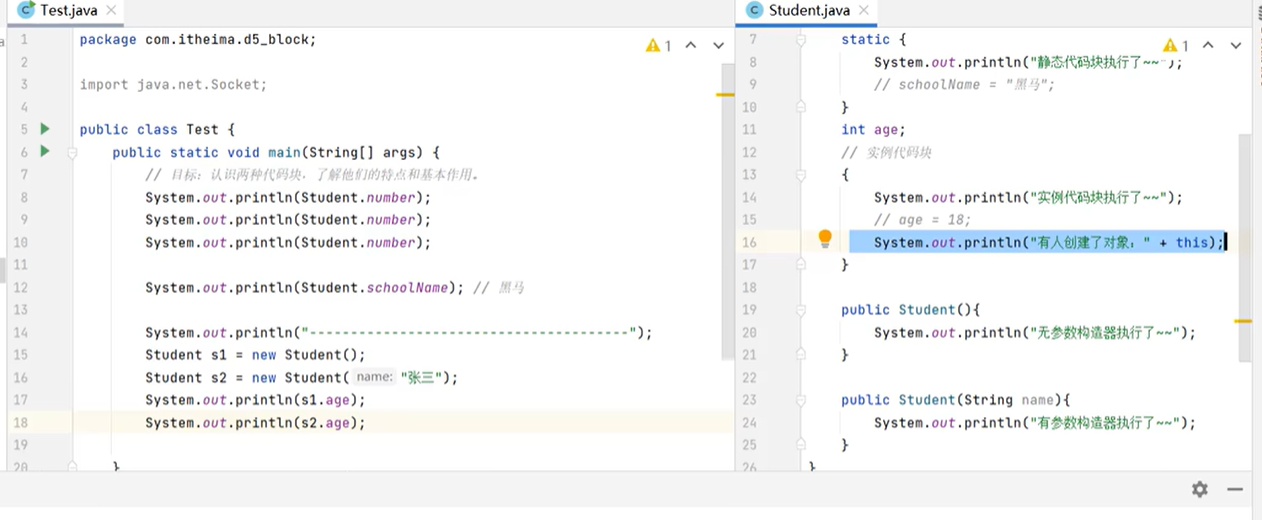 Test.java
1 package com.itheima.d5_block;
2
3 import java.net.Socket;
4
5 public class Test {
6 public static void main(String[] args) {
7 // 目标：认识两种代码块，了解他们的特点和基本作用。
8 System.out.println(Student.number);
9 System.out.println(Student.number);
10 System.out.println(Student.number);
11
12 System.out.println(Student.schoolName); // 黑马
13
14 System.out.println("---------------------------------------");
15 Student s1 = new Student();
16 Student s2 = new Student( name: "张三");
17 System.out.println(s1.age);
18 System.out.println(s2.age);
19
20 }
1
Student.java
7 static {
8 System.out.println("静态代码块执行了~~");
9 // schoolName = "黑马";
10 }
11 int age;
12 // 实例代码块
13 {
14 System.out.println("实例代码块执行了~~");
15 // age = 18;
16 System.out.println("有人创建了对象：" + this);
17 }
18
19 public Student(){
20 System.out.println("无参数构造器执行了~~");
21 }
22
23 public Student(String name){
24 System.out.println("有参数构造器执行了~~");
25 }
26 }
1